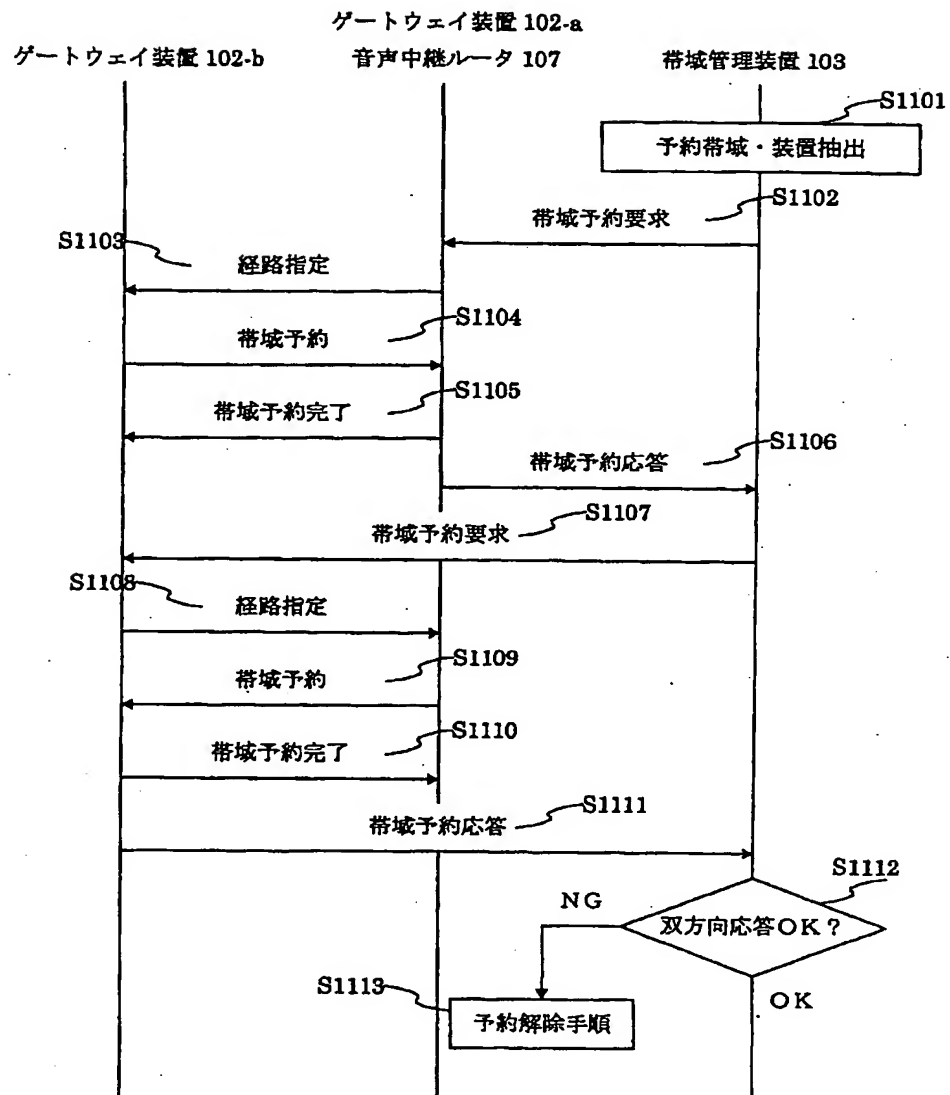 ゲートウェイ装置 102-a
ゲートウェイ装置 102-b
音声中継ルータ 107
帯域管理装置 103
S1101
予約帯域・装置抽出
S1102
帯域予約要求
S1103
経路指定
S1104
帯域予約
S1105
帯域予約完了
S1106
帯域予約応答
S1107
帯域予約要求
S1108
経路指定
S1109
帯域予約
S1110
帯域予約完了
S1111
帯域予約応答
S1112
NG
双方向応答OK?
S1113
OK
予約解除手順